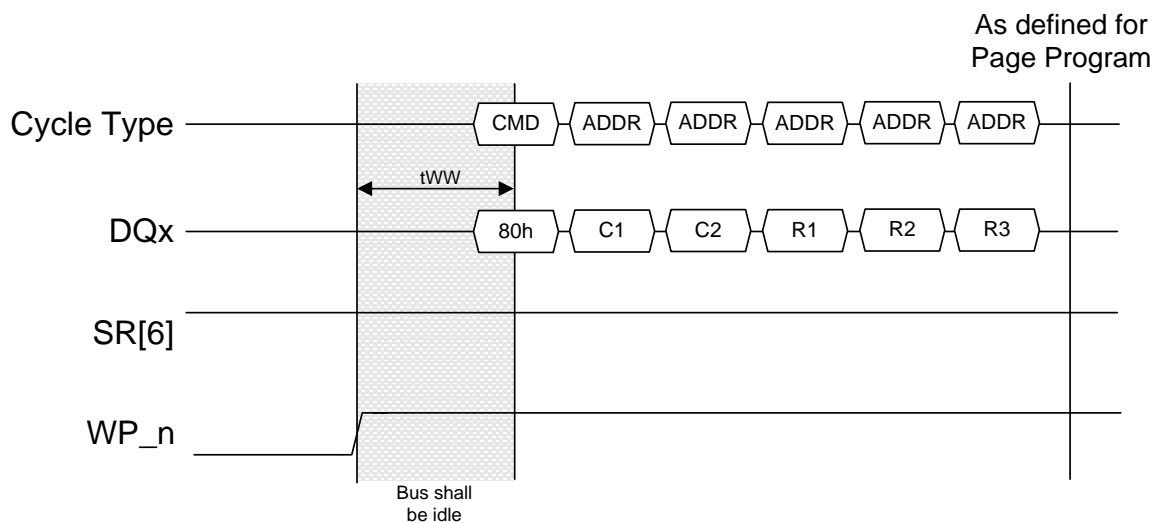 As defined for
Page Program
Cycle Type CMD ADDR ADDR ADDR ADDR ADDR
tWW
DQx 80h C1 C2 R1 R2 R3
SR[6]
WP_n
Bus shall
be idle